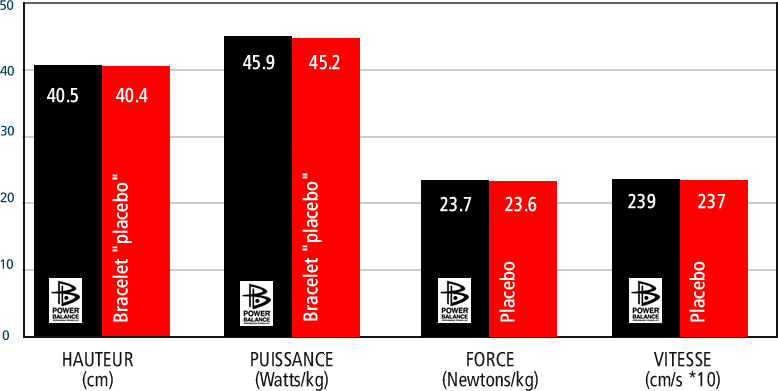 50
40
30
20
10
0
40.5
40.4
Bracelet "placebo"
POWER
BALANCE
45.9
45.2
Bracelet "placebo"
POWER
BALANCE
23.7
23.6
Placebo
POWER
BALANCE
239
237
Placebo
POWER
BALANCE
HAUTEUR
(cm)
PUISSANCE
(Watts/kg)
FORCE
(Newtons/kg)
VITESSE
(cm/s *10)